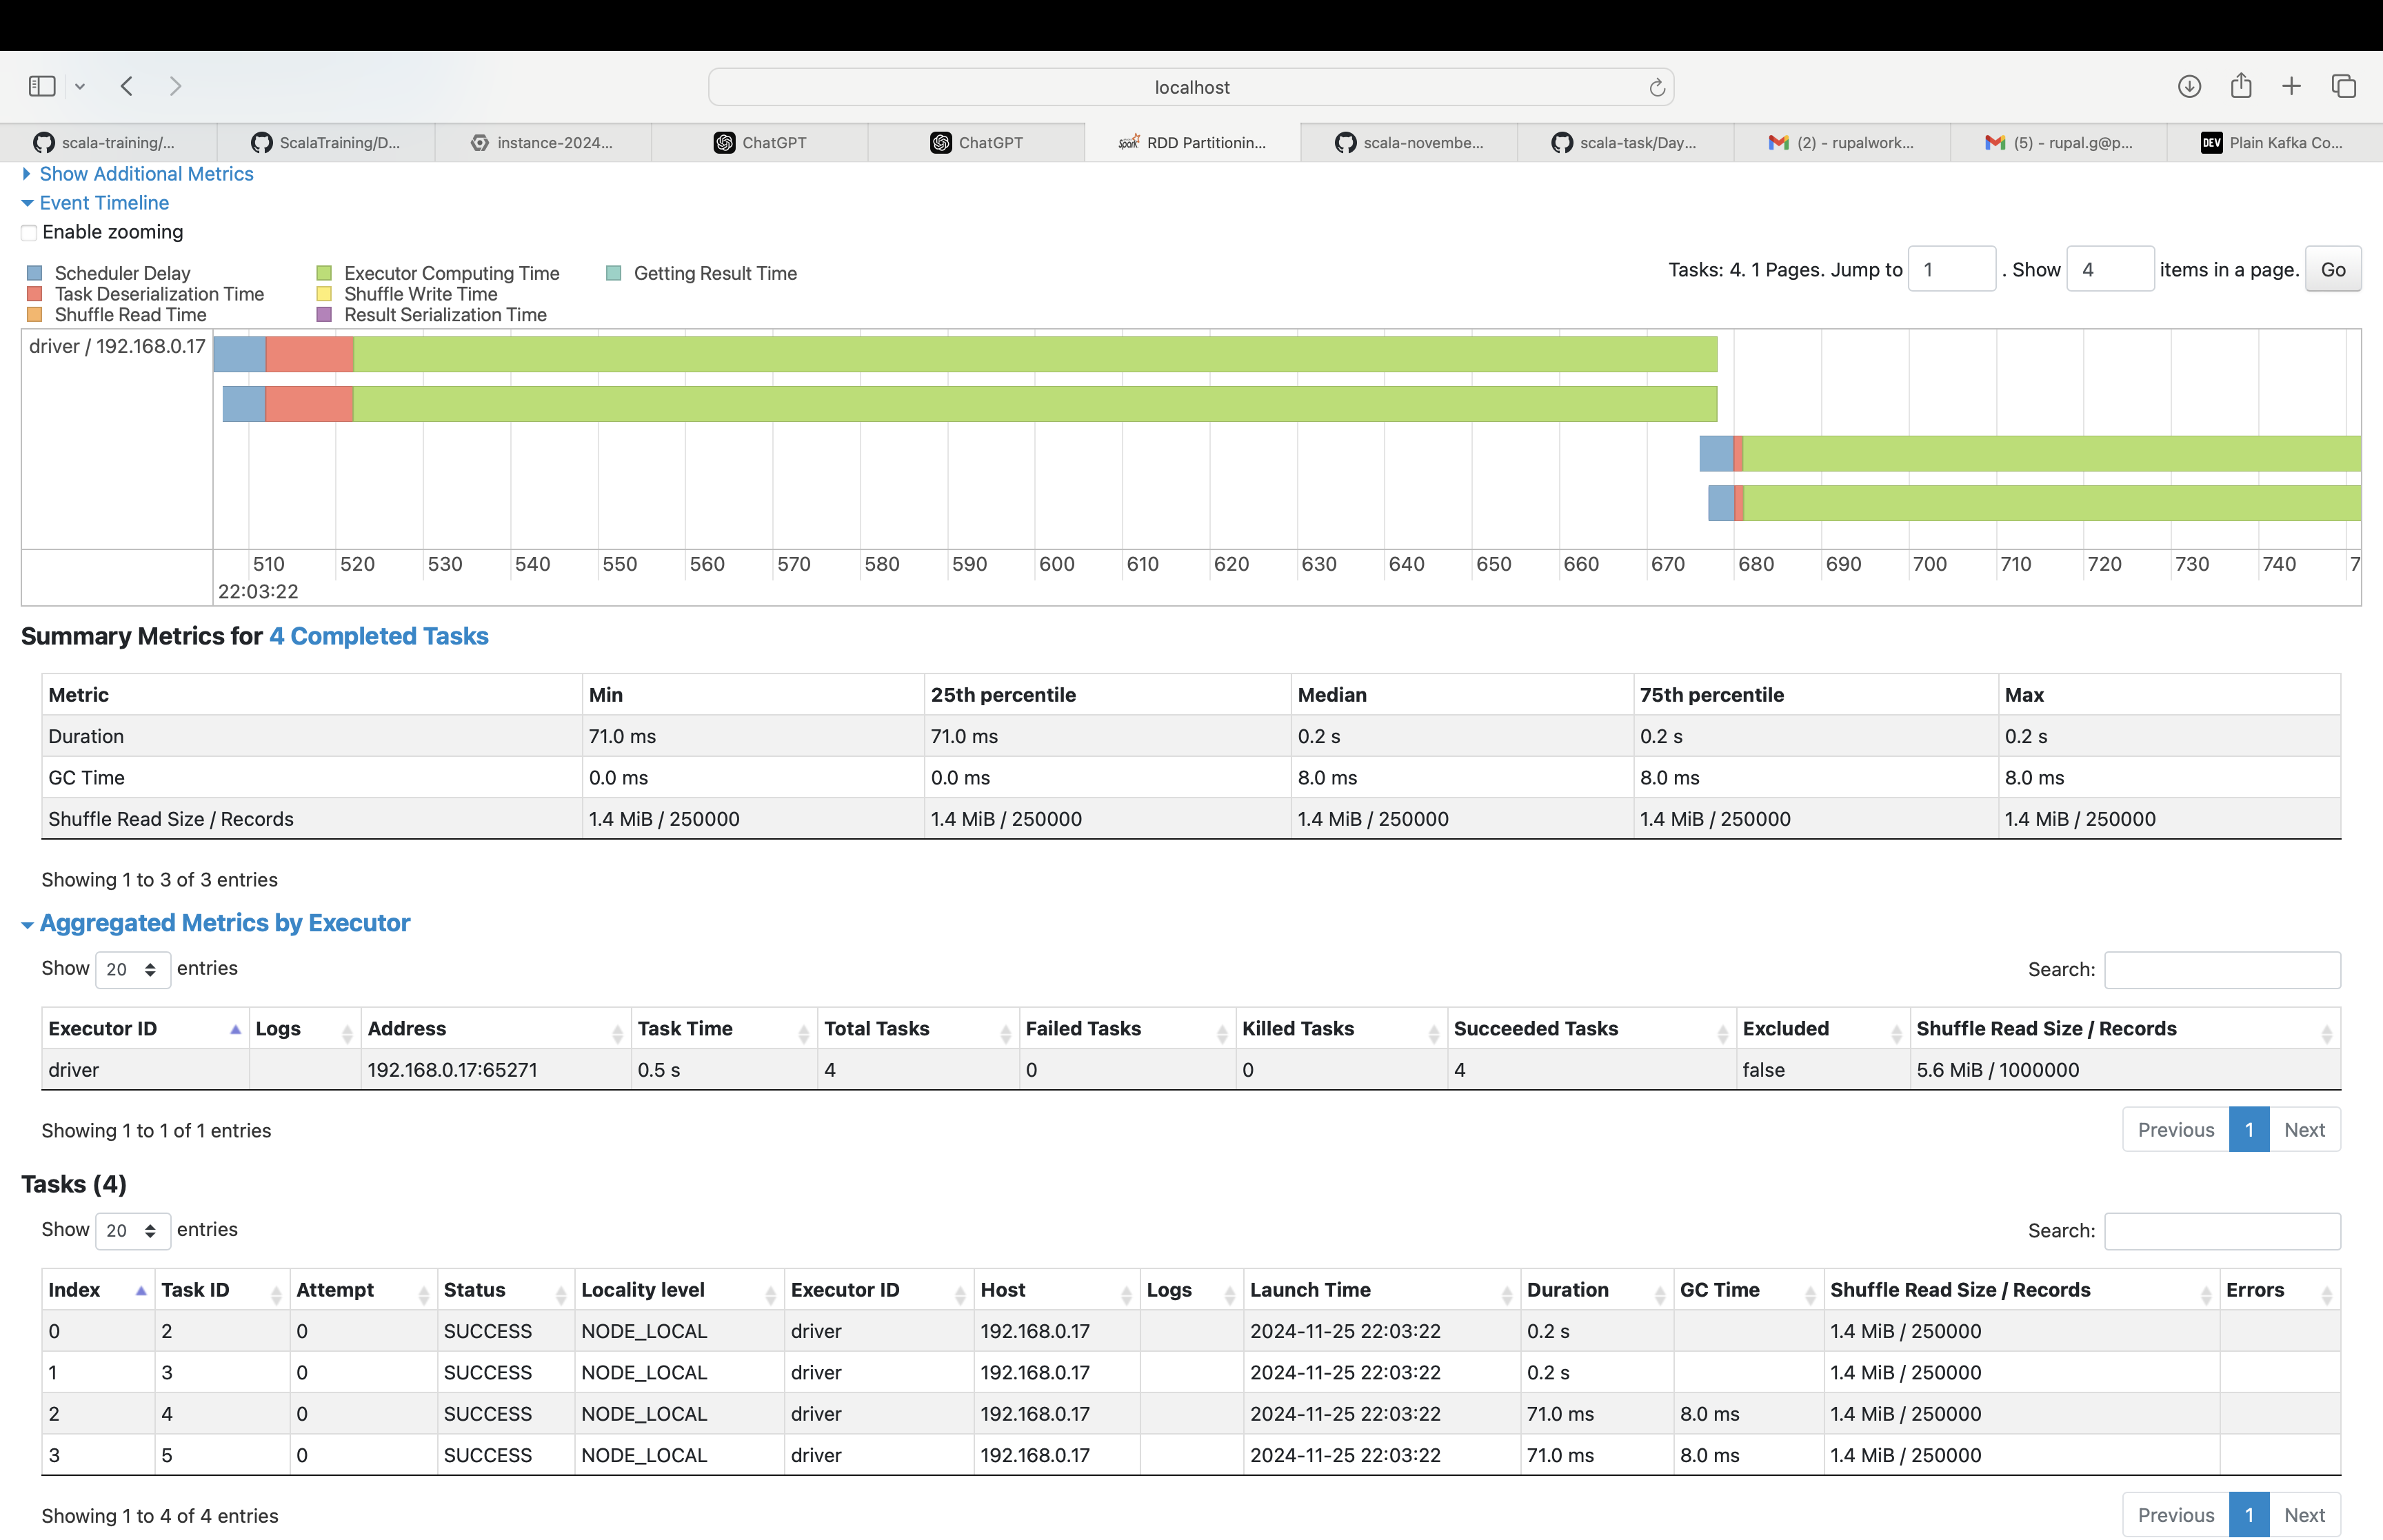 localhost
scala-training/...
ScalaTraining/D...
instance-2024...
ChatGPT
ChatGPT
RDD Partitionin...
scala-novembe...
scala-task/Day...
(2) - rupalwork...
(5) - rupal.g@p...
DEV Plain Kafka Co...
Show Additional Metrics
Event Timeline
Enable zooming
Scheduler Delay
Task Deserialization Time
Shuffle Read Time
Executor Computing Time
Shuffle Write Time
Result Serialization Time
Getting Result Time
Tasks: 4. 1 Pages. Jump to 1 . Show 4 items in a page. Go
driver / 192.168.0.17
510 520 530 540 550 560 570 580 590 600 610 620 630 640 650 660 670 680 690 700 710 720 730 740 7
22:03:22
Summary Metrics for 4 Completed Tasks
Metric Min 25th percentile Median 75th percentile Max
Duration 71.0 ms 71.0 ms 0.2 s 0.2 s 0.2 s
GC Time 0.0 ms 0.0 ms 8.0 ms 8.0 ms 8.0 ms
Shuffle Read Size / Records 1.4 MiB / 250000 1.4 MiB / 250000 1.4 MiB / 250000 1.4 MiB / 250000 1.4 MiB / 250000
Showing 1 to 3 of 3 entries
Aggregated Metrics by Executor
Show 20 entries Search:
Executor ID Logs Address Task Time Total Tasks Failed Tasks Killed Tasks Succeeded Tasks Excluded Shuffle Read Size / Records
driver 192.168.0.17:65271 0.5 s 4 0 0 4 false 5.6 MiB / 1000000
Showing 1 to 1 of 1 entries Previous 1 Next
Tasks (4)
Show 20 entries Search:
Index Task ID Attempt Status Locality level Executor ID Host Logs Launch Time Duration GC Time Shuffle Read Size / Records Errors
0 2 0 SUCCESS NODE_LOCAL driver 192.168.0.17 2024-11-25 22:03:22 0.2 s 1.4 MiB / 250000
1 3 0 SUCCESS NODE_LOCAL driver 192.168.0.17 2024-11-25 22:03:22 0.2 s 1.4 MiB / 250000
2 4 0 SUCCESS NODE_LOCAL driver 192.168.0.17 2024-11-25 22:03:22 71.0 ms 8.0 ms 1.4 MiB / 250000
3 5 0 SUCCESS NODE_LOCAL driver 192.168.0.17 2024-11-25 22:03:22 71.0 ms 8.0 ms 1.4 MiB / 250000
Showing 1 to 4 of 4 entries Previous 1 Next